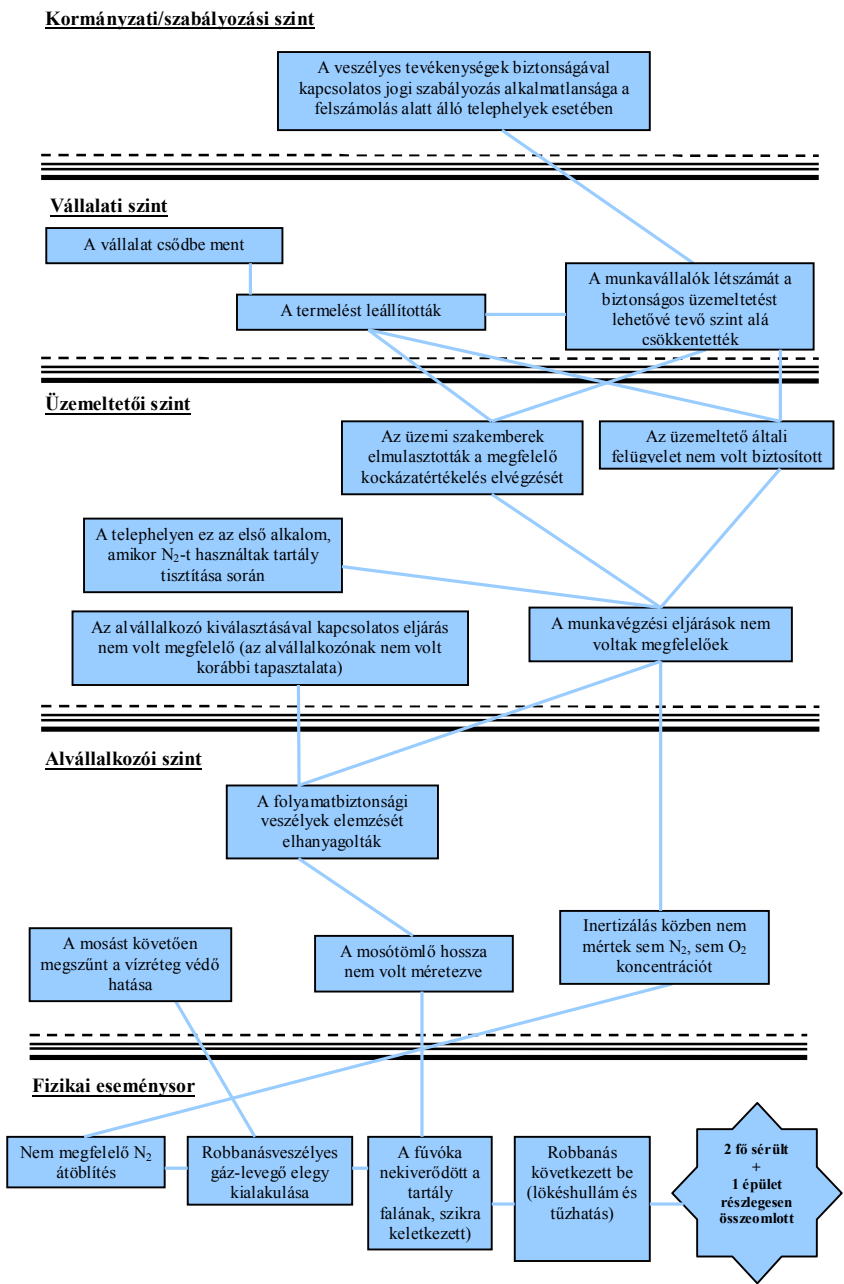 Kormányzati/szabályozási szint
A veszélyes tevékenységek biztonságával
kapcsolatos jogi szabályozás alkalmatlansága a
felszámolás alatt álló telephelyek esetében
Vállalati szint
A vállalat csődbe ment
A termelést leállították
A munkavállalók létszámát a
biztonságos üzemeltetést
lehetővé tevő szint alá
csökkentették
Üzemeltetői szint
Az üzemi szakemberek
elmulasztották a megfelelő
kockázatértékelés elvégzését
Az üzemeltető általi
felügyelet nem volt biztosított
A telephelyen ez az első alkalom,
amikor N₂-t használtak tartály
tisztítása során
Az alvállalkozó kiválasztásával kapcsolatos eljárás
nem volt megfelelő (az alvállalkozónak nem volt
korábbi tapasztalata)
A munkavégzési eljárások nem
voltak megfelelőek
Alvállalkozói szint
A folyamatbiztonsági
veszélyek elemzését
elhanyagolták
A mosást követően
megszűnt a vízréteg védő
hatása
A mosótömlő hossza
nem volt méretezve
Inertizálás közben nem
mértek sem N₂, sem O₂
koncentrációt
Fizikai eseménysor
Nem megfelelő N₂
átöblítés
Robbanásveszélyes
gáz-levegő elegy
kialakulása
A fúvóka
nekiverődött a
tartály
falának, szikra
keletkezett)
Robbanás
következett be
(lökéshullám és
tűzhatás)
2 fő sérült
+
1 épület
részlegesen
összeomlott